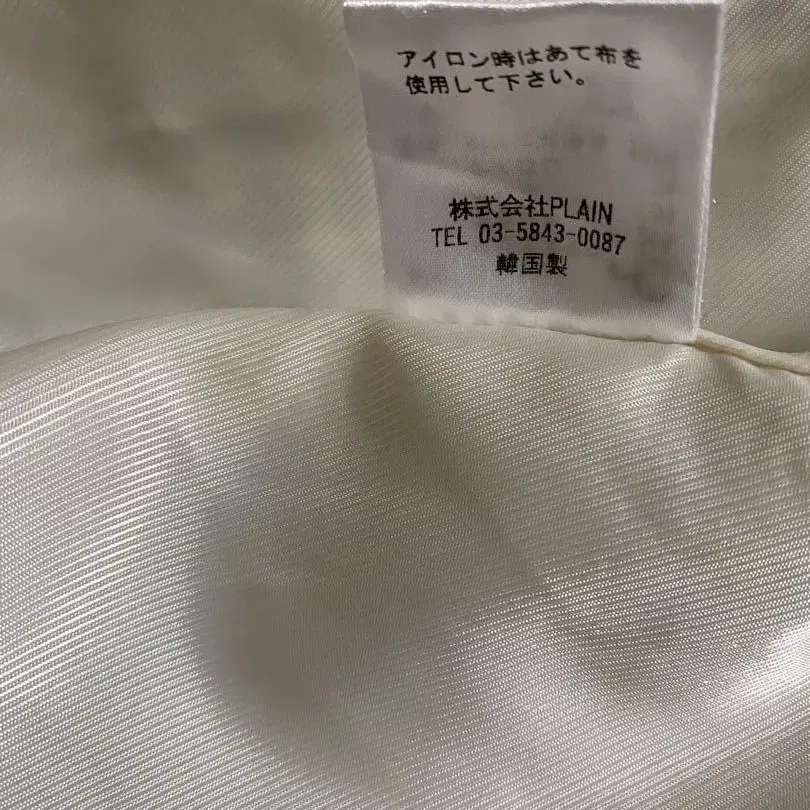 アイロン時はあて布を
使用して下さい。
株式会社PLAIN
TEL 03-5843-0087
韓国製